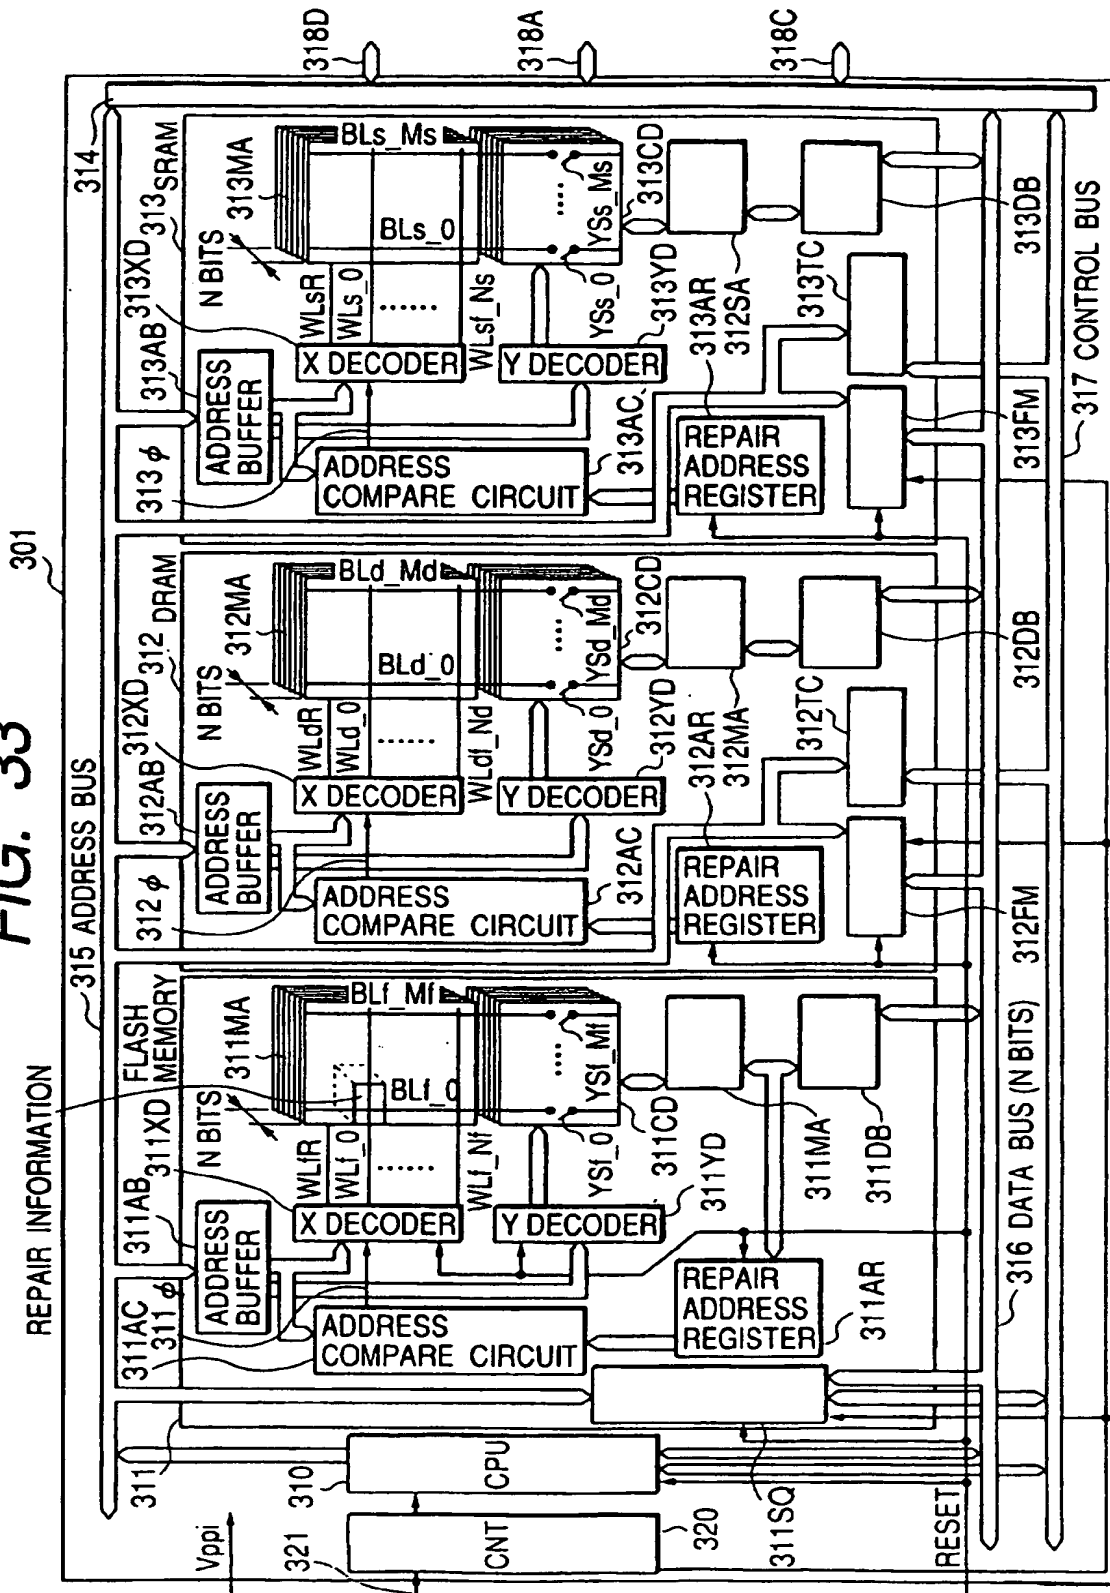 FIG. 33
301
REPAIR INFORMATION
315 ADDRESS BUS
314
Vppi
321
CNT
320
310
CPU
311
311SQ
RESET
FLASH
MEMORY
311AC
311 φ
311AB
311XD
N BITS
311MA
ADDRESS
BUFFER
X DECODER
Y DECODER
ADDRESS
COMPARE CIRCUIT
WLfR
WLf_0
WLf_Nf
BLf_Mf
BLf_0
YSf_0
YSf_Mf
311CD
311YD
REPAIR
ADDRESS
REGISTER
311AR
311MA
311DB
312
DRAM
312 φ
312AB
312XD
N BITS
312MA
ADDRESS
BUFFER
X DECODER
Y DECODER
ADDRESS
COMPARE CIRCUIT
312AC
WLdR
WLd_0
WLdf_Nd
BLd_Md
BLd_0
YSd_0
YSd_Md
312CD
312YD
REPAIR
ADDRESS
REGISTER
312AR
312MA
312TC
312FM
312DB
313
SRAM
313 φ
313AB
313XD
N BITS
313MA
ADDRESS
BUFFER
X DECODER
Y DECODER
ADDRESS
COMPARE CIRCUIT
313AC
WLsR
WLs_0
WLsf_Ns
BLs_Ms
BLs_0
YSs_0
YSs_Ms
313CD
313YD
REPAIR
ADDRESS
REGISTER
313AR
312SA
313TC
313FM
313DB
316 DATA BUS (N BITS)
317 CONTROL BUS
318D
318A
318C